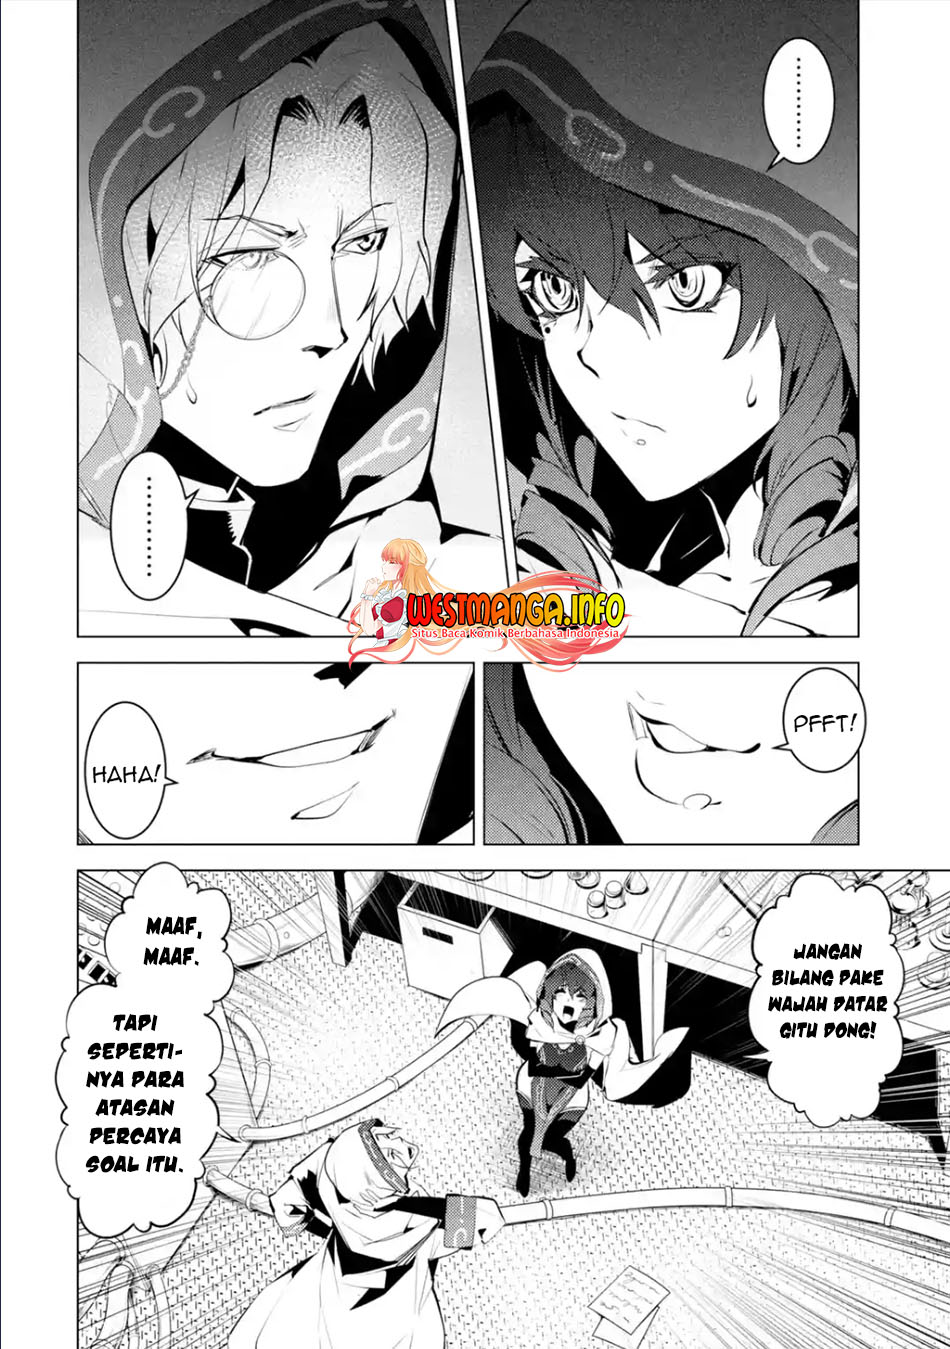 ..........
..........
WESTMANGA.INFO
Situs Baca Komik Berbahasa Indonesia
PFFT!
HAHA!
JANGAN
BILANG PAKE
WAJAH DATAR
GITU DONG!
MAAF,
MAAF.
TAPI
SEPERTI-
NYA PARA
ATASAN
PERCAYA
SOAL ITU.